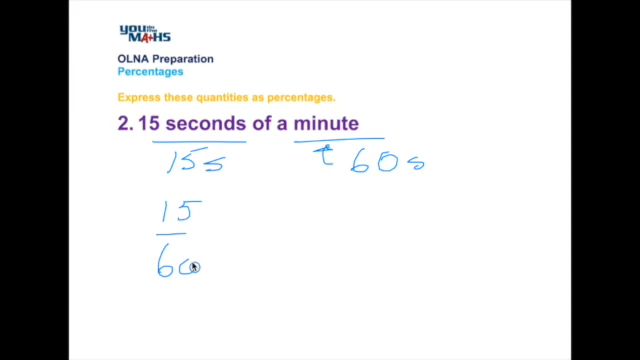 you do the MATHS
OLNA Preparation
Percentages
Express these quantities as percentages.
2. 15 seconds of a minute
15s 60s
15
60